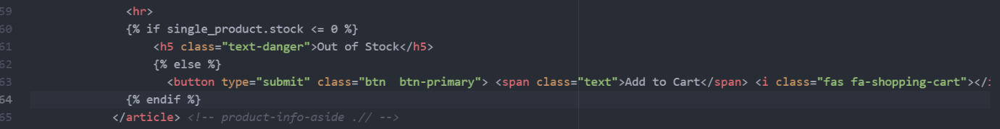 59 <hr>
60 {% if single_product.stock <= 0 %}
61 <h5 class="text-danger">Out of Stock</h5>
62 {% else %}
63 <button type="submit" class="btn  btn-primary"> <span class="text">Add to Cart</span> <i class="fas fa-shopping-cart"></i
64 {% endif %}
65 </article> <!-- product-info-aside .// -->